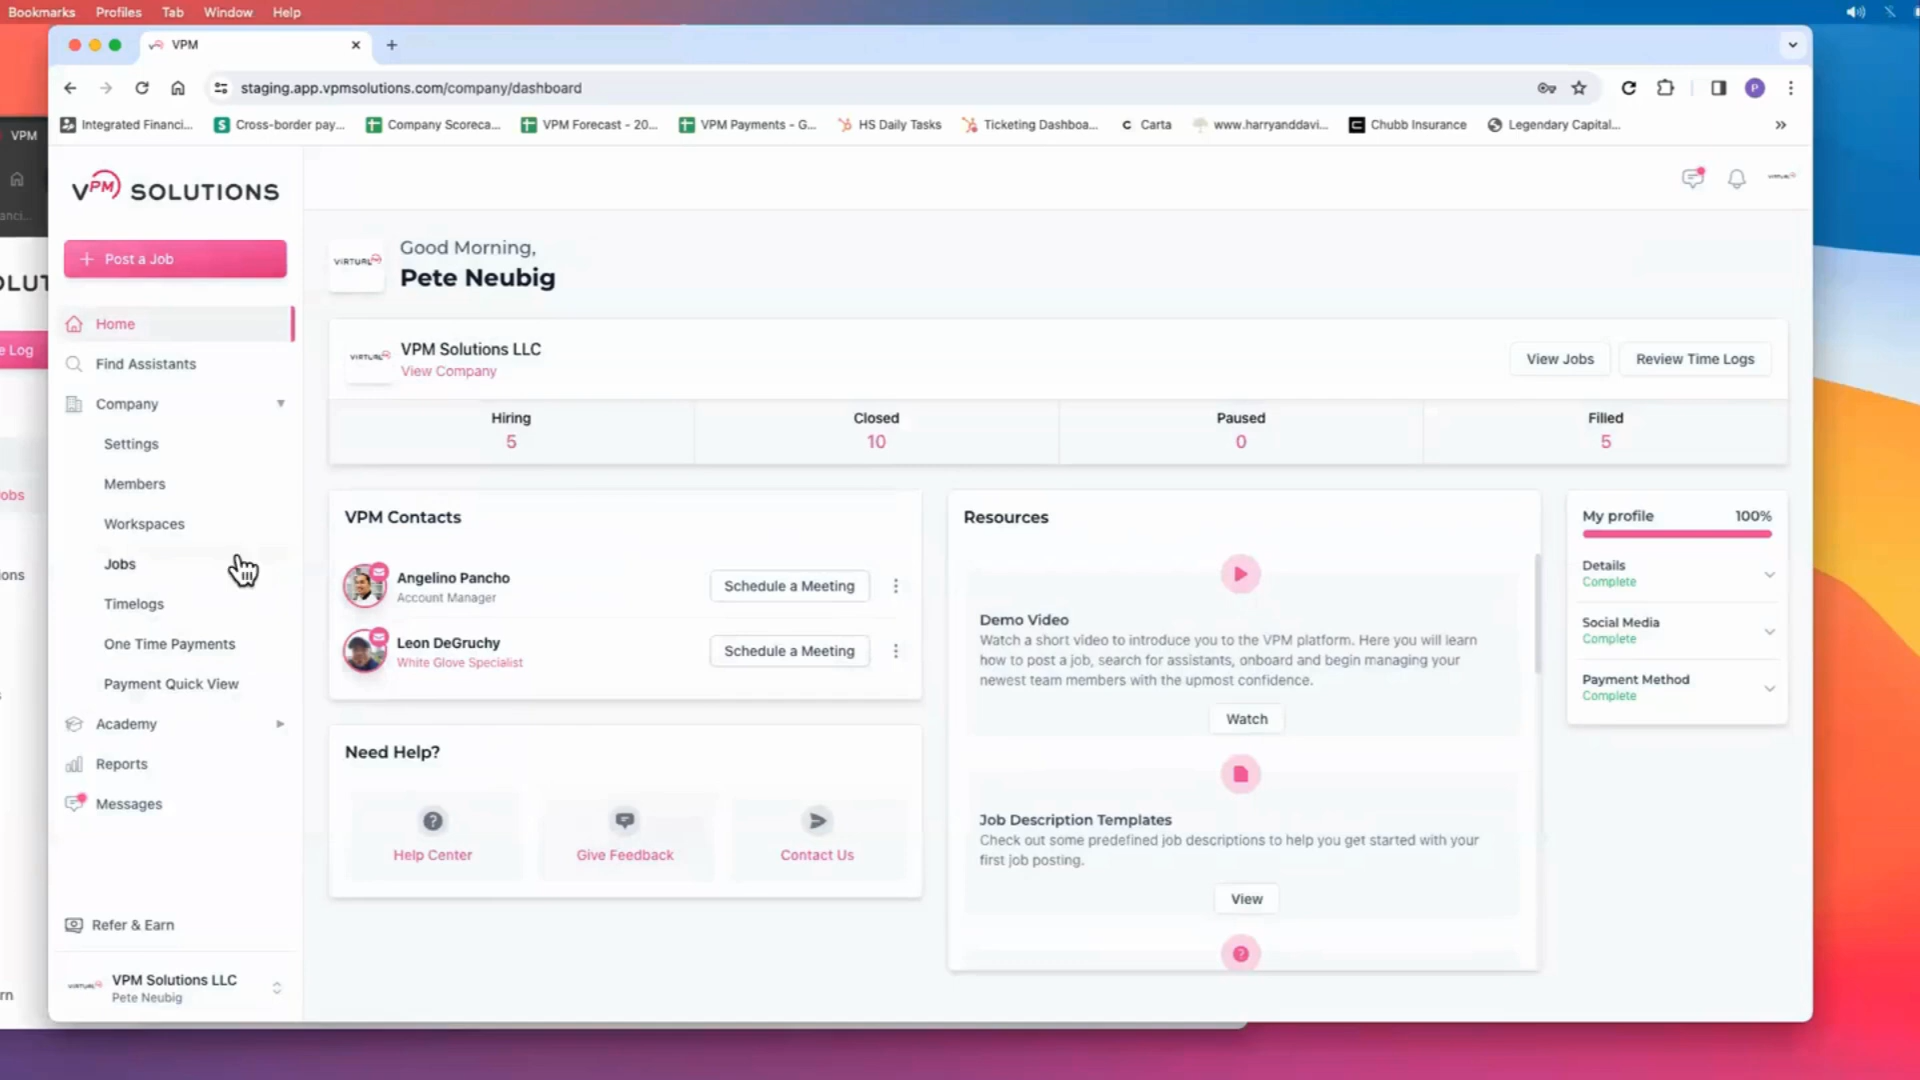 Bookmarks Profiles Tab Window Help
VPM
staging.app.vpmsolutions.com/company/dashboard
P
Integrated Financi... Cross-border pay... Company Scoreca... VPM Forecast - 20... VPM Payments - G... HS Daily Tasks Ticketing Dashboa... Carta www.harryanddavi... Chubb Insurance Legendary Capital...
VPM
anci...
OLUT
e Log
obs
ions
s
rn
VPM SOLUTIONS
+ Post a Job
Home
Find Assistants
Company
Settings
Members
Workspaces
Jobs
Timelogs
One Time Payments
Payment Quick View
Academy
Reports
Messages
Refer & Earn
VPM Solutions LLC
Pete Neubig
Good Morning,
Pete Neubig
VPM Solutions LLC
View Company
View Jobs
Review Time Logs
Hiring
5
Closed
10
Paused
0
Filled
5
VPM Contacts
Angelino Pancho
Account Manager
Schedule a Meeting
Leon DeGruchy
White Glove Specialist
Schedule a Meeting
Need Help?
Help Center
Give Feedback
Contact Us
Resources
Demo Video
Watch a short video to introduce you to the VPM platform. Here you will learn
how to post a job, search for assistants, onboard and begin managing your
newest team members with the upmost confidence.
Watch
Job Description Templates
Check out some predefined job descriptions to help you get started with your
first job posting.
View
My profile 100%
Details
Complete
Social Media
Complete
Payment Method
Complete